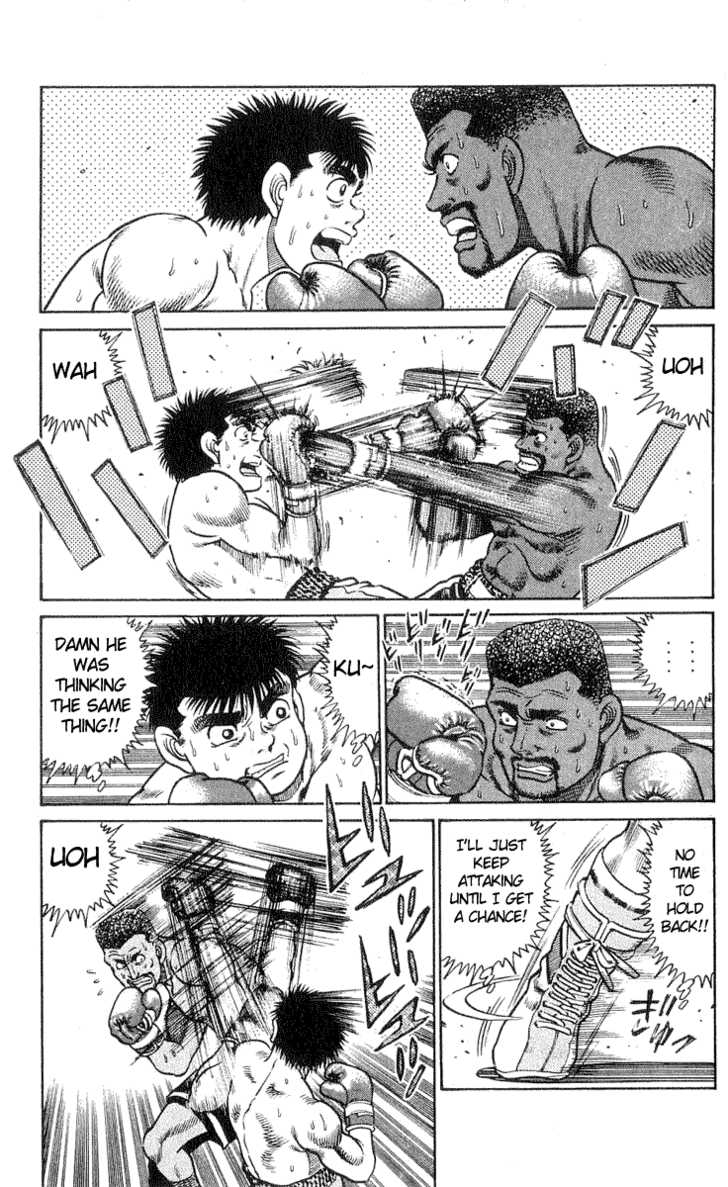 UOH
WAH
. . . .
. . . .
KU~
DAMN HE
WAS
THINKING
THE SAME
THING!!
NO
TIME
TO
HOLD
BACK!!
I'LL JUST
KEEP
ATTAKING
UNTIL I GET
A CHANCE!
UOH